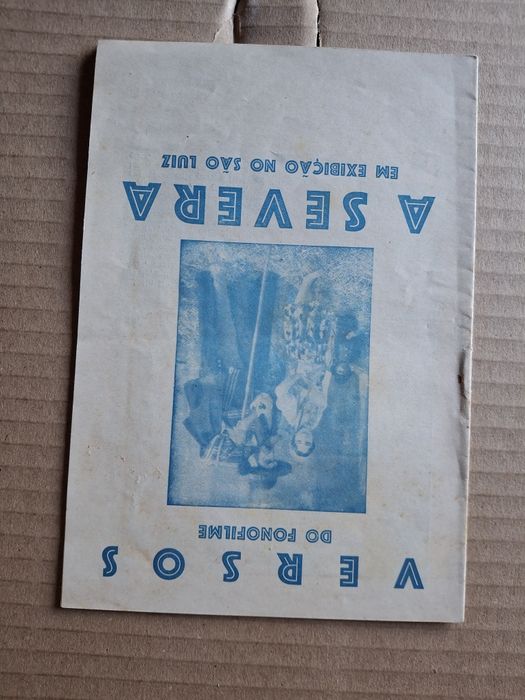 VERSOS
DO FONOFILME
A SEVERA
EM EXIBIÇÃO NO SÃO LUIZ